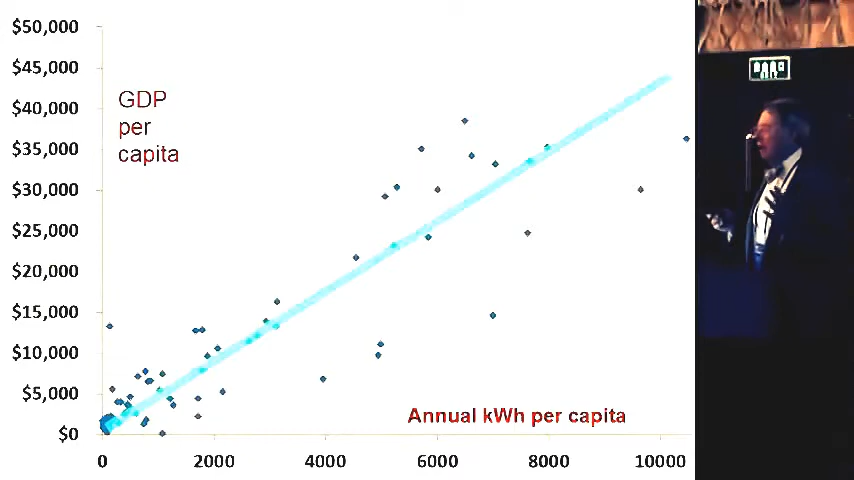 $50,000
$45,000
$40,000
$35,000
$30,000
$25,000
$20,000
$15,000
$10,000
$5,000
$0
GDP
per
capita
Annual kWh per capita
0 2000 4000 6000 8000 10000